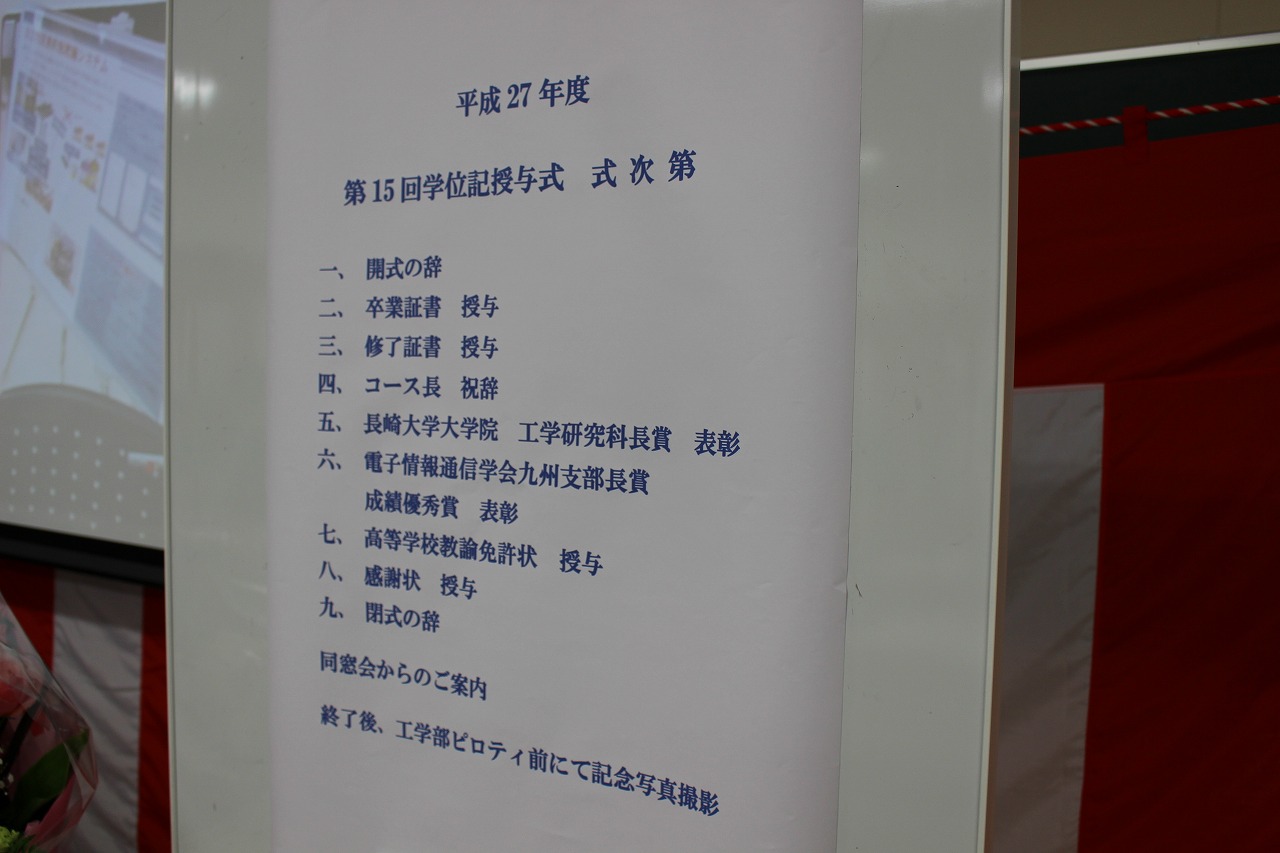 平成 27 年度
第 15 回学位記授与式　式 次 第
一、　開式の辞
二、　卒業証書　授与
三、　修了証書　授与
四、　コース長　祝辞
五、　長崎大学大学院　工学研究科長賞　表彰
六、　電子情報通信学会九州支部長賞
成績優秀賞　表彰
七、　高等学校教諭免許状　授与
八、　感謝状　授与
九、　閉式の辞
同窓会からのご案内
終了後、工学部ピロティ前にて記念写真撮影